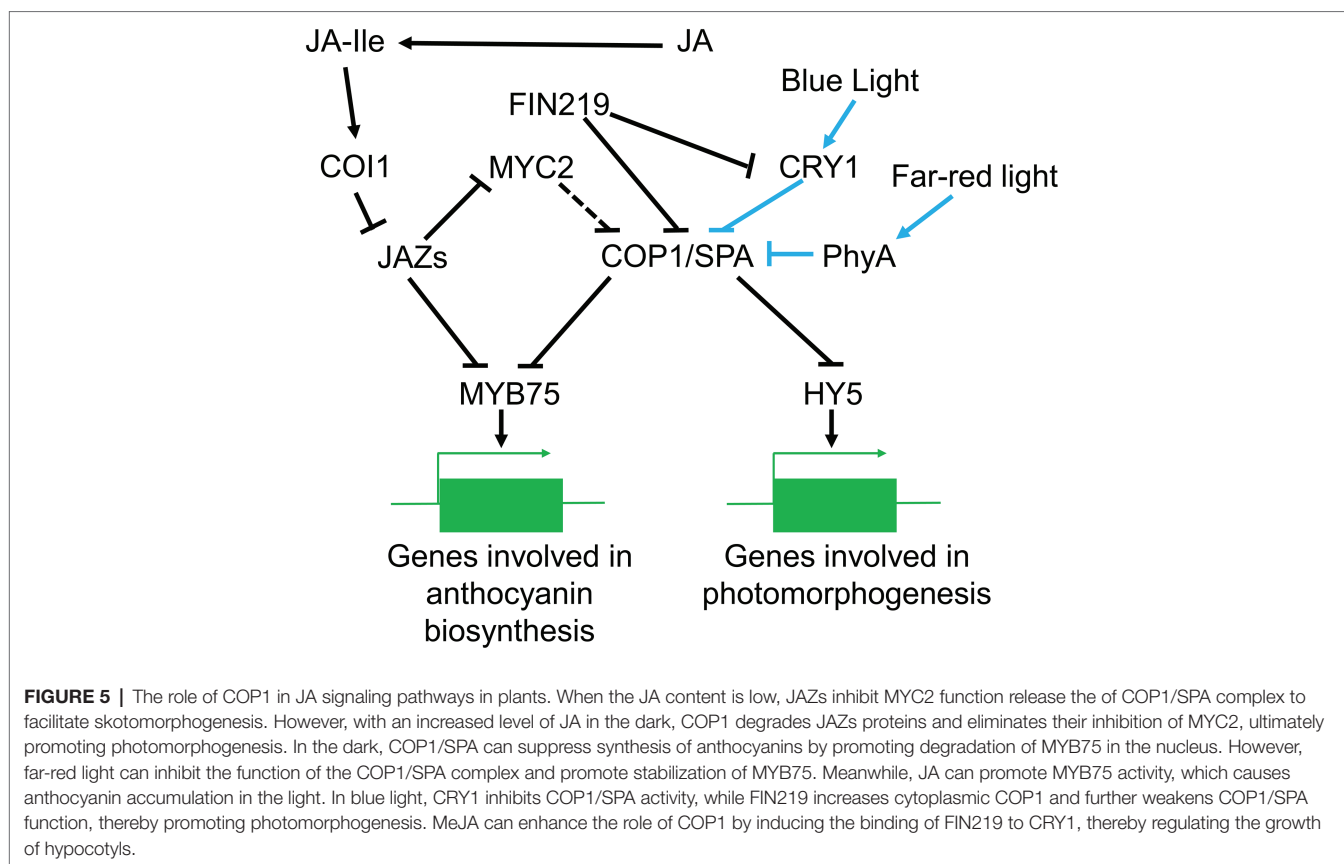 JA-Ile
JA
Blue Light
FIN219
COI1
MYC2
CRY1
Far-red light
JAZs
COP1/SPA
PhyA
MYB75
HY5
Genes involved in
anthocyanin
biosynthesis
Genes involved in
photomorphogenesis
FIGURE 5 | The role of COP1 in JA signaling pathways in plants. When the JA content is low, JAZs inhibit MYC2 function release the of COP1/SPA complex to
facilitate skotomorphogenesis. However, with an increased level of JA in the dark, COP1 degrades JAZs proteins and eliminates their inhibition of MYC2, ultimately
promoting photomorphogenesis. In the dark, COP1/SPA can suppress synthesis of anthocyanins by promoting degradation of MYB75 in the nucleus. However,
far-red light can inhibit the function of the COP1/SPA complex and promote stabilization of MYB75. Meanwhile, JA can promote MYB75 activity, which causes
anthocyanin accumulation in the light. In blue light, CRY1 inhibits COP1/SPA activity, while FIN219 increases cytoplasmic COP1 and further weakens COP1/SPA
function, thereby promoting photomorphogenesis. MeJA can enhance the role of COP1 by inducing the binding of FIN219 to CRY1, thereby regulating the growth
of hypocotyls.